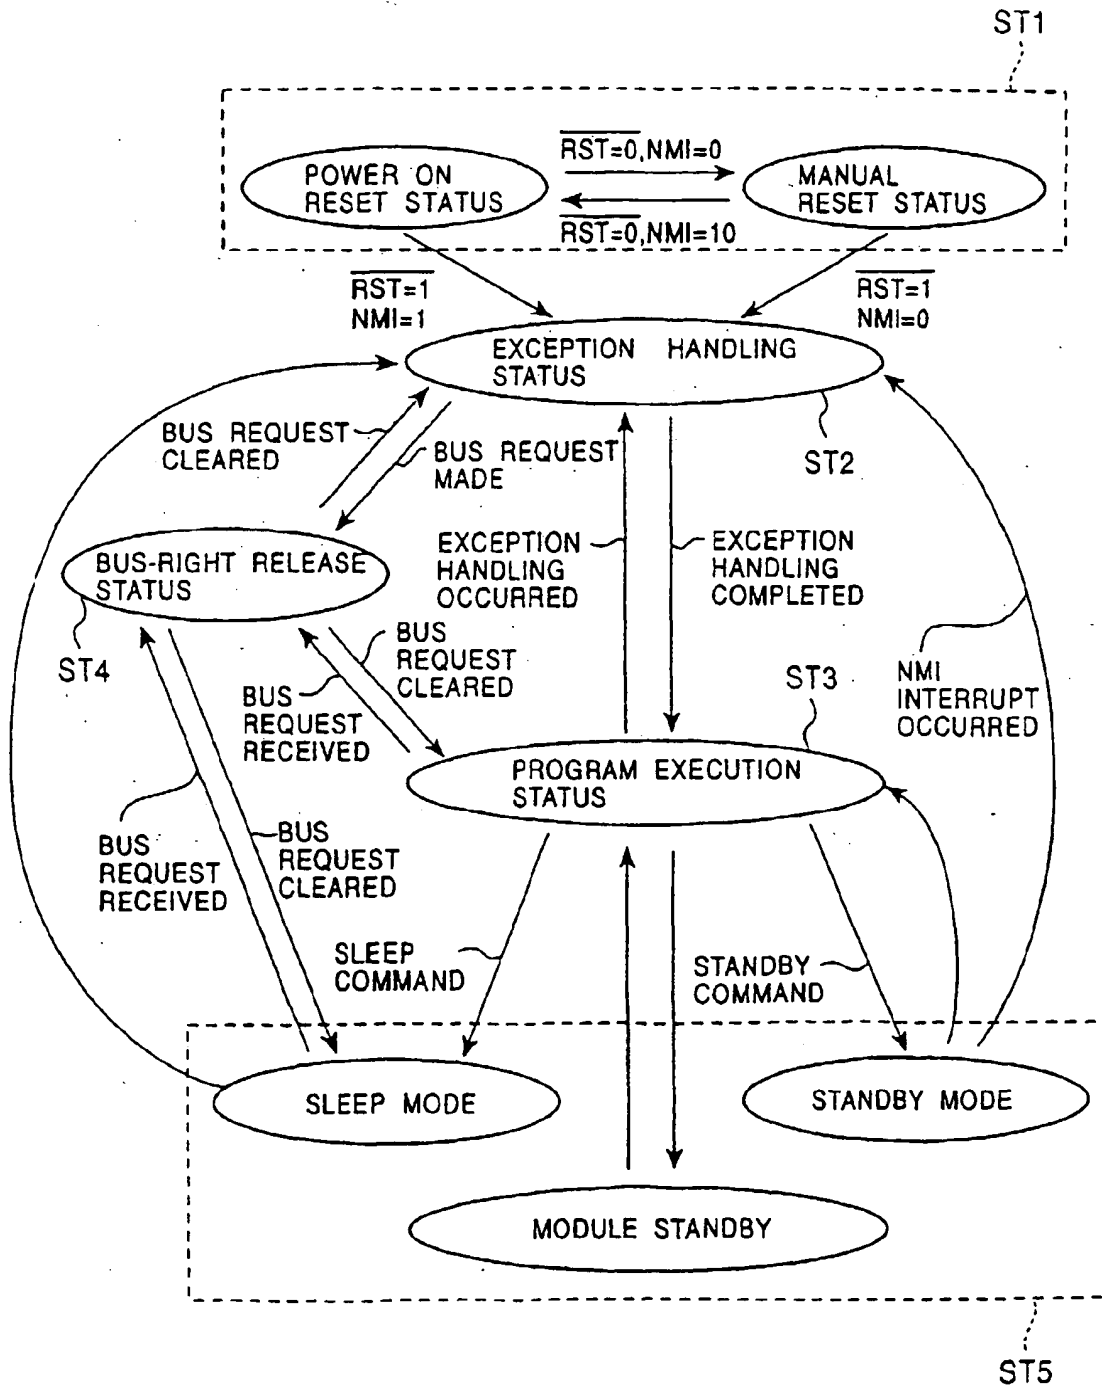 ST1
RST=0,NMI=0
POWER ON
RESET STATUS
MANUAL
RESET STATUS
RST=0,NMI=10
RST=1
NMI=1
RST=1
NMI=0
EXCEPTION HANDLING
STATUS
BUS REQUEST
CLEARED
BUS REQUEST
MADE
ST2
EXCEPTION
HANDLING
OCCURRED
EXCEPTION
HANDLING
COMPLETED
BUS-RIGHT RELEASE
STATUS
ST4
BUS
REQUEST
CLEARED
BUS
REQUEST
RECEIVED
ST3
NMI
INTERRUPT
OCCURRED
PROGRAM EXECUTION
STATUS
BUS
REQUEST
RECEIVED
BUS
REQUEST
CLEARED
SLEEP
COMMAND
STANDBY
COMMAND
SLEEP MODE
STANDBY MODE
MODULE STANDBY
ST5